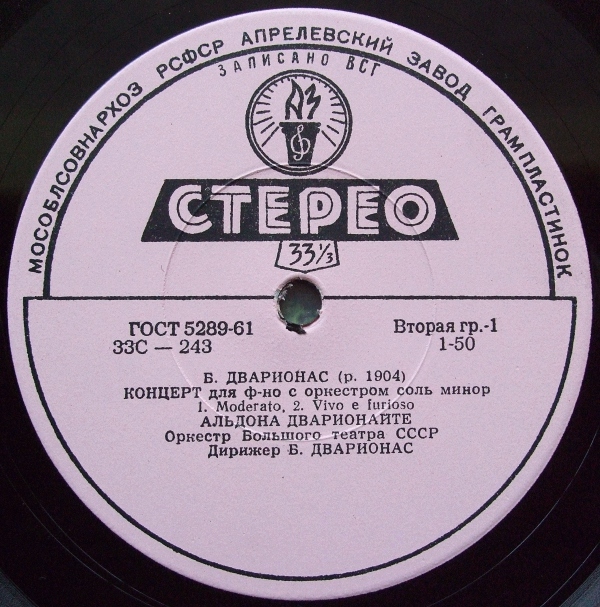 МОСОБЛСОВНАРХОЗ РСФСР АПРЕЛЕВСКИЙ ЗАВОД ГРАМПЛАСТИНОК
ЗАПИСАНО ВСГ
АЗ
СТЕРЕО
33⅓
ГОСТ 5289-61
Вторая гр.-1
33С — 243
1-50
Б. ДВАРИОНАС (р. 1904)
КОНЦЕРТ для ф-но с оркестром соль минор
1. Moderato, 2. Vivo e furioso
АЛЬДОНА ДВАРИОНАЙТЕ
Оркестр Большого театра СССР
Дирижер Б. ДВАРИОНАС